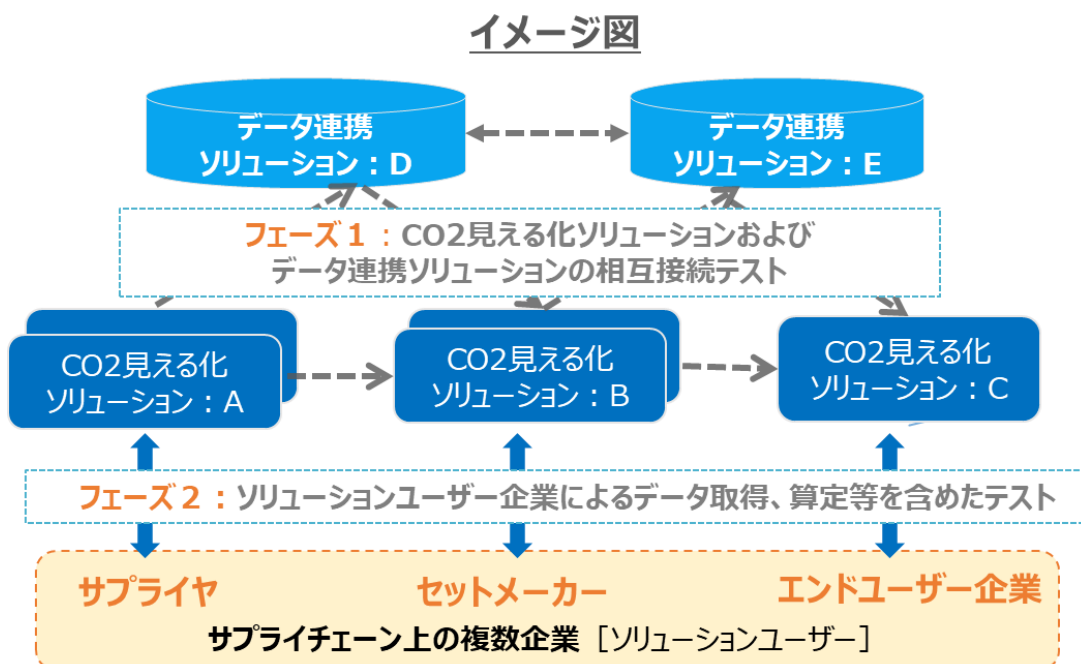 イメージ図
データ連携
ソリューション：D
データ連携
ソリューション：E
フェーズ１：CO2見える化ソリューションおよび
データ連携ソリューションの相互接続テスト
CO2見える化
ソリューション：A
CO2見える化
ソリューション：B
CO2見える化
ソリューション：C
フェーズ２：ソリューションユーザー企業によるデータ取得、算定等を含めたテスト
サプライヤ
セットメーカー
エンドユーザー企業
サプライチェーン上の複数企業［ソリューションユーザー］